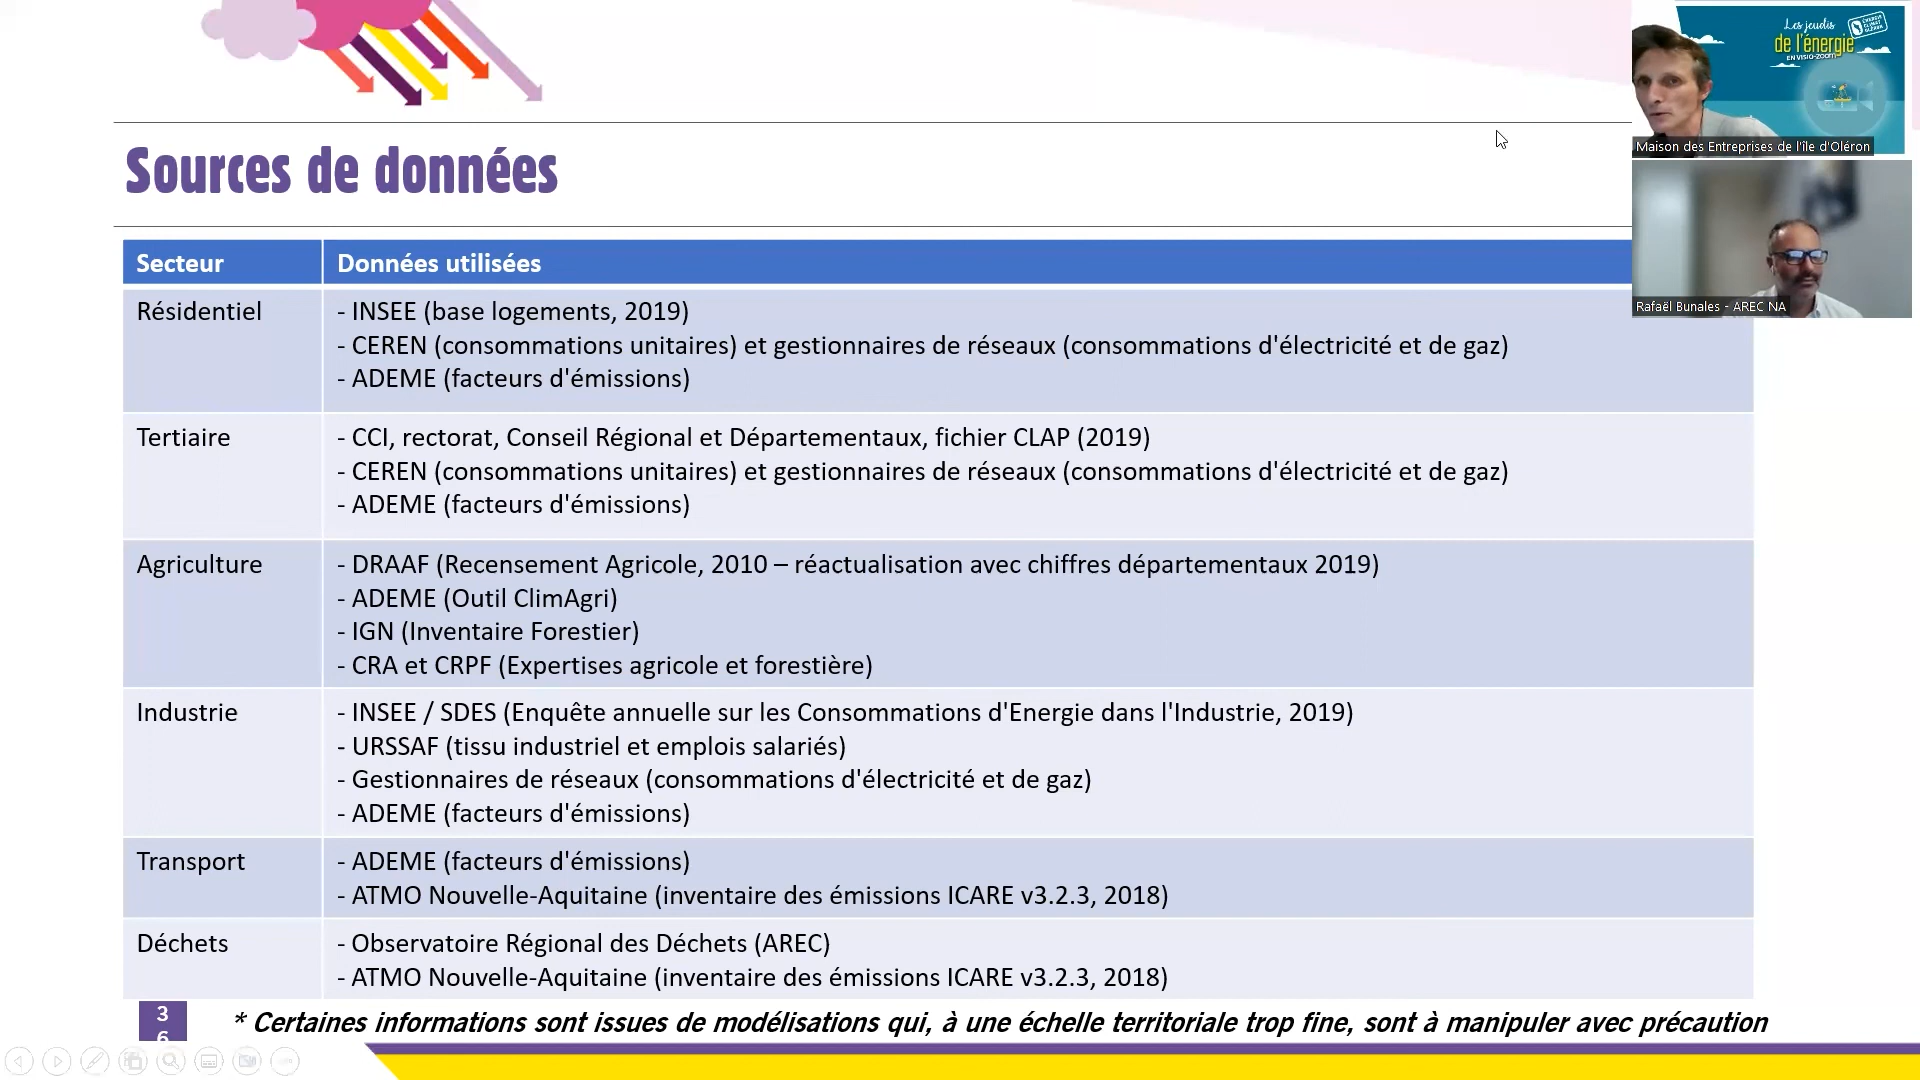 Les jeudis
de l'énergie
EN VISIO-ZOOM
ÉNERGIE
CLIMAT
OLÉRON
Maison des Entreprises de l'île d'Oléron
Rafaël Bunales - AREC NA
Sources de données
Secteur
Données utilisées
Résidentiel
- INSEE (base logements, 2019)
- CEREN (consommations unitaires) et gestionnaires de réseaux (consommations d'électricité et de gaz)
- ADEME (facteurs d'émissions)
Tertiaire
- CCI, rectorat, Conseil Régional et Départementaux, fichier CLAP (2019)
- CEREN (consommations unitaires) et gestionnaires de réseaux (consommations d'électricité et de gaz)
- ADEME (facteurs d'émissions)
Agriculture
- DRAAF (Recensement Agricole, 2010 – réactualisation avec chiffres départementaux 2019)
- ADEME (Outil ClimAgri)
- IGN (Inventaire Forestier)
- CRA et CRPF (Expertises agricole et forestière)
Industrie
- INSEE / SDES (Enquête annuelle sur les Consommations d'Energie dans l'Industrie, 2019)
- URSSAF (tissu industriel et emplois salariés)
- Gestionnaires de réseaux (consommations d'électricité et de gaz)
- ADEME (facteurs d'émissions)
Transport
- ADEME (facteurs d'émissions)
- ATMO Nouvelle-Aquitaine (inventaire des émissions ICARE v3.2.3, 2018)
Déchets
- Observatoire Régional des Déchets (AREC)
- ATMO Nouvelle-Aquitaine (inventaire des émissions ICARE v3.2.3, 2018)
3
6
* Certaines informations sont issues de modélisations qui, à une échelle territoriale trop fine, sont à manipuler avec précaution